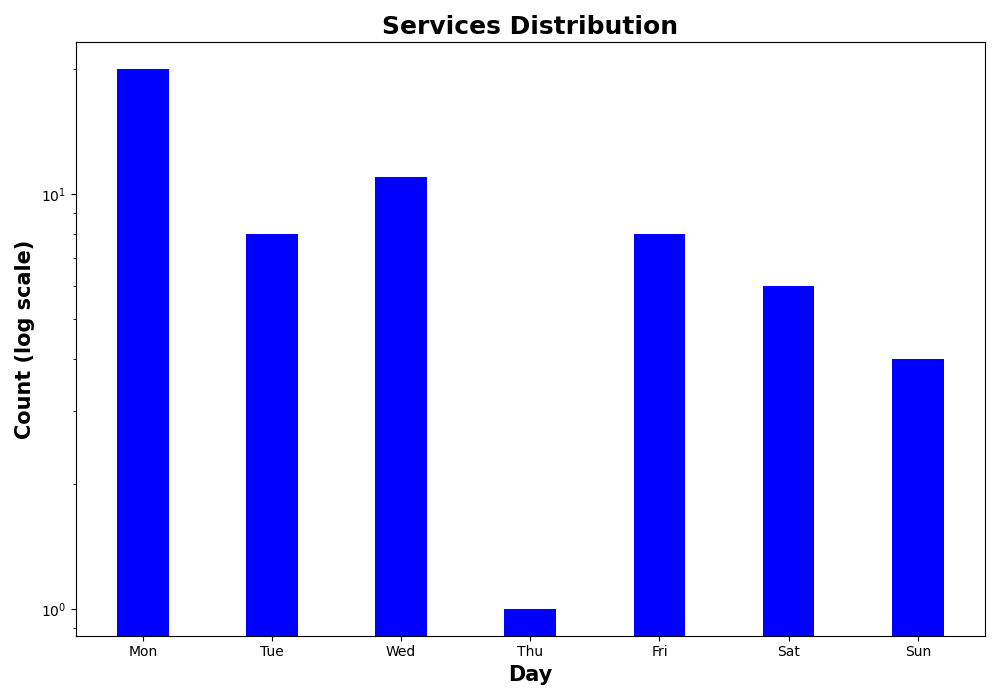 Services Distribution
Count (log scale)
10¹
10⁰
Mon Tue Wed Thu Fri Sat Sun
Day